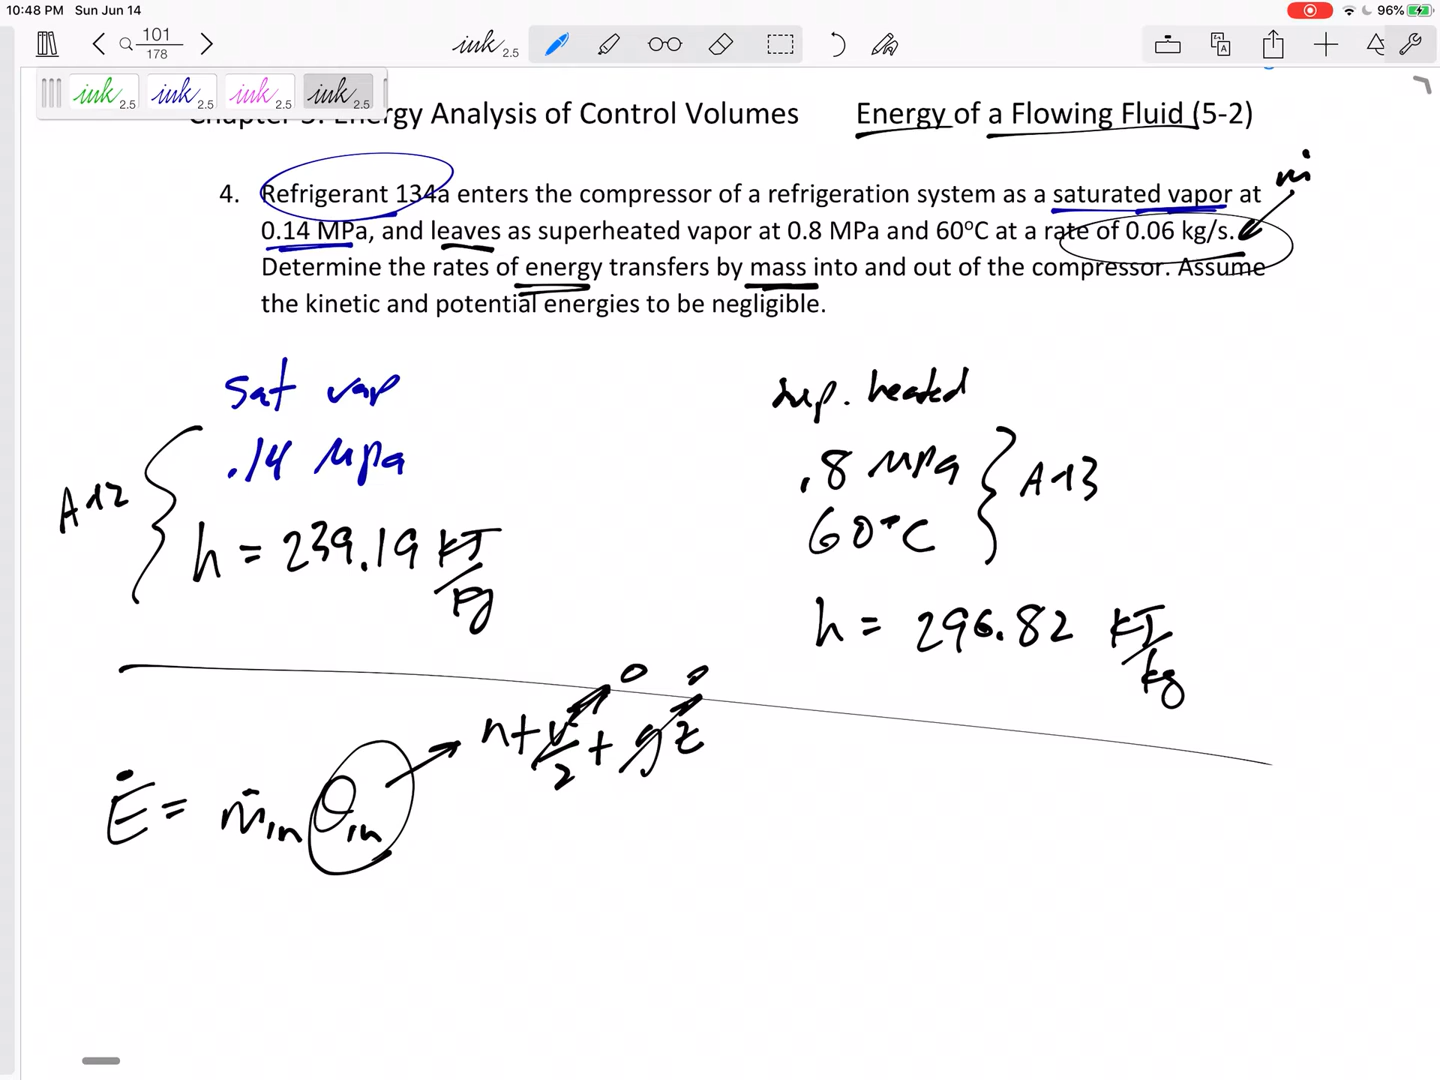 10:48 PM Sun Jun 14
96%
101
178
ink 2.5
ink 2.5 ink 2.5 ink 2.5 ink 2.5
Energy Analysis of Control Volumes Energy of a Flowing Fluid (5-2)
ṁ
4. Refrigerant 134a enters the compressor of a refrigeration system as a saturated vapor at
0.14 MPa, and leaves as superheated vapor at 0.8 MPa and 60°C at a rate of 0.06 kg/s.
Determine the rates of energy transfers by mass into and out of the compressor. Assume
the kinetic and potential energies to be negligible.
sat vap
.14 MPa
A-12
h = 239.19 kJ/kg
sup. heated
.8 MPa
60°C
A-13
h = 296.82 kJ/kg
h + v²/2 + gz
0 0
Ė = ṁin θin